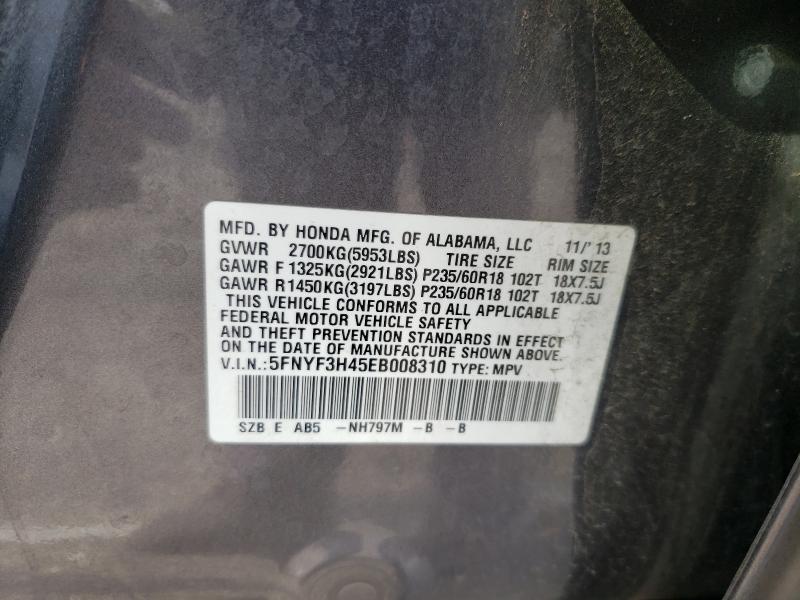 MFD. BY HONDA MFG. OF ALABAMA, LLC 11/'13
GVWR 2700KG(5953LBS) TIRE SIZE RIM SIZE
GAWR F 1325KG(2921LBS) P235/60R18 102T 18X7.5J
GAWR R 1450KG(3197LBS) P235/60R18 102T 18X7.5J
THIS VEHICLE CONFORMS TO ALL APPLICABLE
FEDERAL MOTOR VEHICLE SAFETY
AND THEFT PREVENTION STANDARDS IN EFFECT
ON THE DATE OF MANUFACTURE SHOWN ABOVE.
V.I.N.:5FNYF3H45EB008310 TYPE: MPV
SZB E AB5 -NH797M -B -B